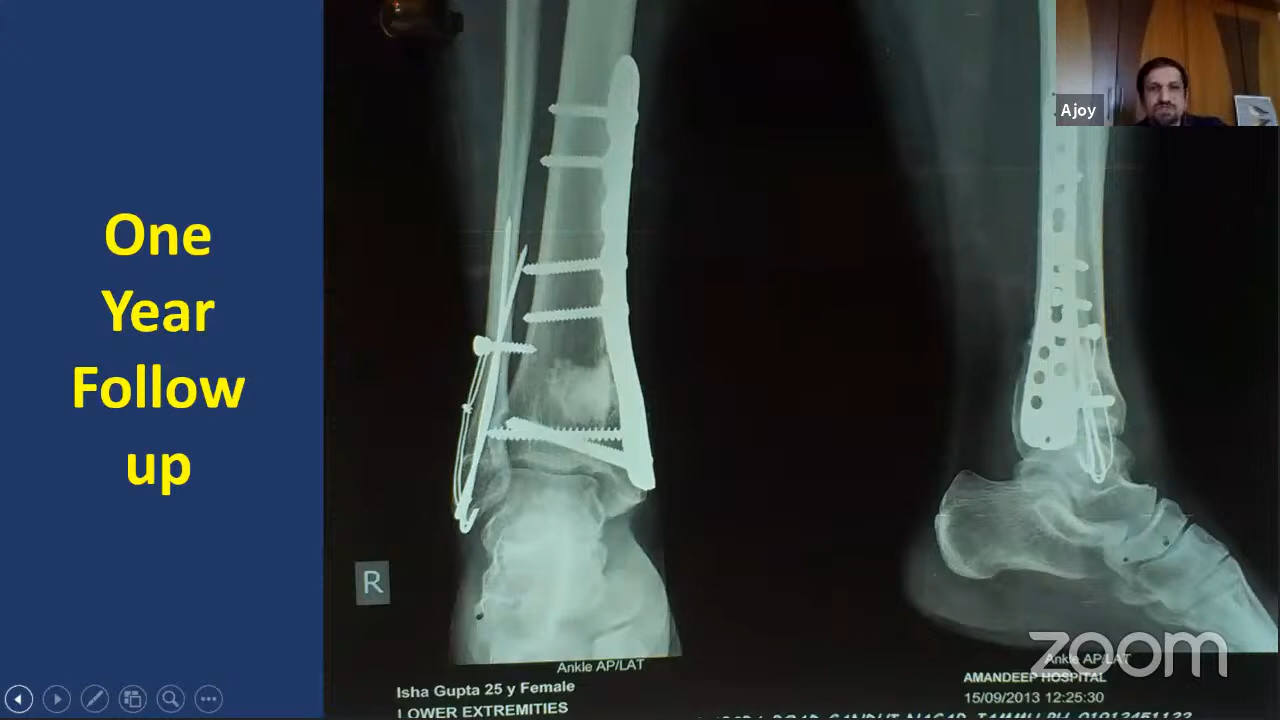 One
Year
Follow
up
Ajoy
R
Ankle AP/LAT
Isha Gupta 25 y Female
LOWER EXTREMITIES
Ankle AP/LAT
AMANDEEP HOSPITAL
15/09/2013 12:25:30
zoom